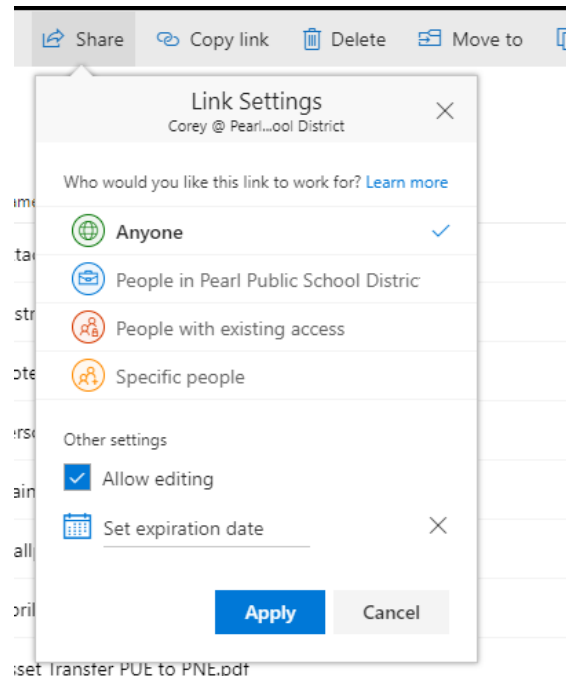 Share Copy link Delete Move to
Link Settings
Corey @ Pearl...ool District
Who would you like this link to work for? Learn more
Anyone
People in Pearl Public School Distric
People with existing access
Specific people
Other settings
Allow editing
Set expiration date
Apply Cancel
sset Transfer PUE to PNE.pdf